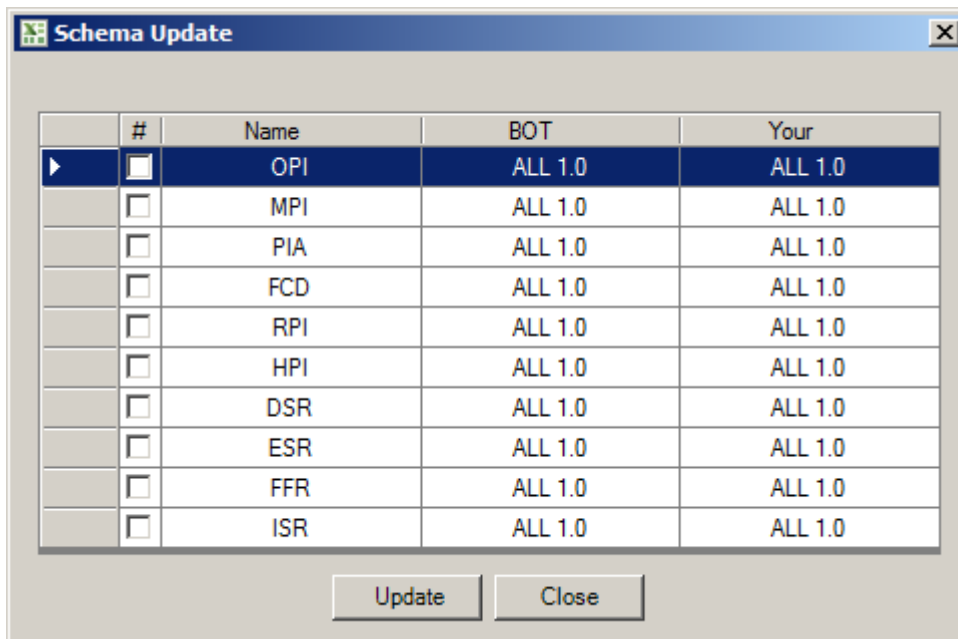 Schema Update
# Name BOT Your
OPI ALL 1.0 ALL 1.0
MPI ALL 1.0 ALL 1.0
PIA ALL 1.0 ALL 1.0
FCD ALL 1.0 ALL 1.0
RPI ALL 1.0 ALL 1.0
HPI ALL 1.0 ALL 1.0
DSR ALL 1.0 ALL 1.0
ESR ALL 1.0 ALL 1.0
FFR ALL 1.0 ALL 1.0
ISR ALL 1.0 ALL 1.0
Update Close